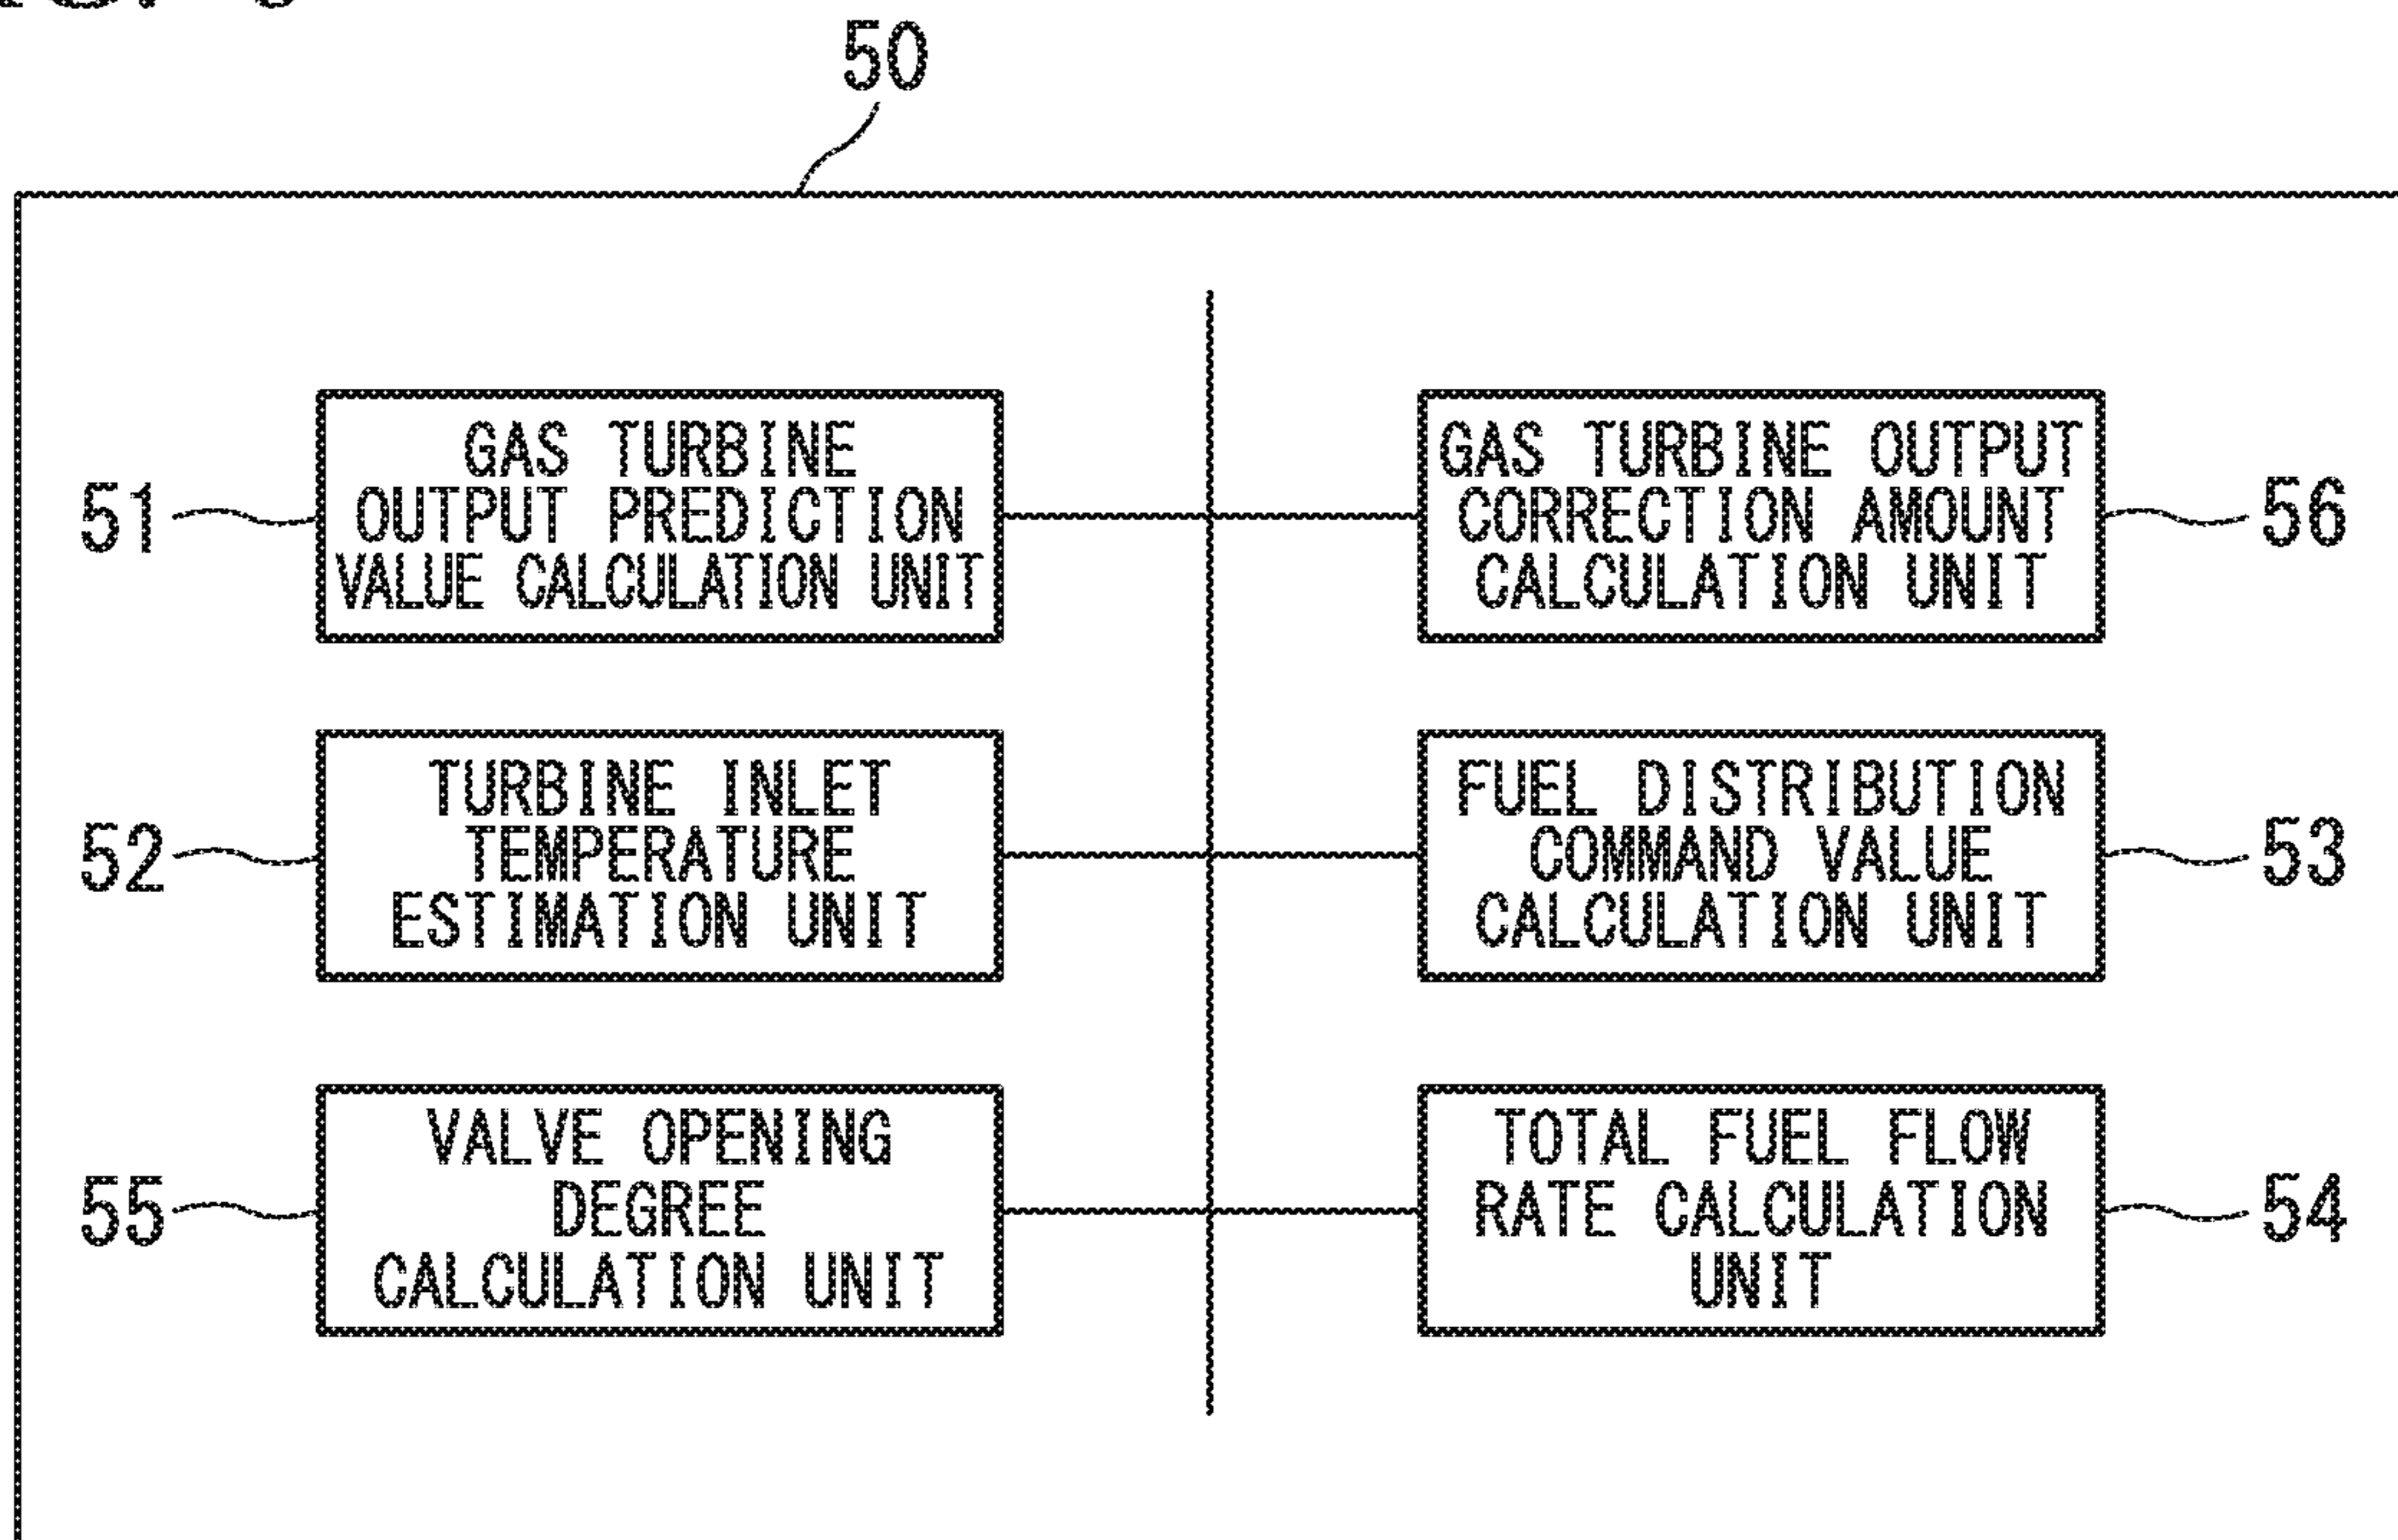 50
51
GAS TURBINE
OUTPUT PREDICTION
VALUE CALCULATION UNIT
GAS TURBINE OUTPUT
CORRECTION AMOUNT
CALCULATION UNIT
56
52
TURBINE INLET
TEMPERATURE
ESTIMATION UNIT
FUEL DISTRIBUTION
COMMAND VALUE
CALCULATION UNIT
53
55
VALVE OPENING
DEGREE
CALCULATION UNIT
TOTAL FUEL FLOW
RATE CALCULATION
UNIT
54